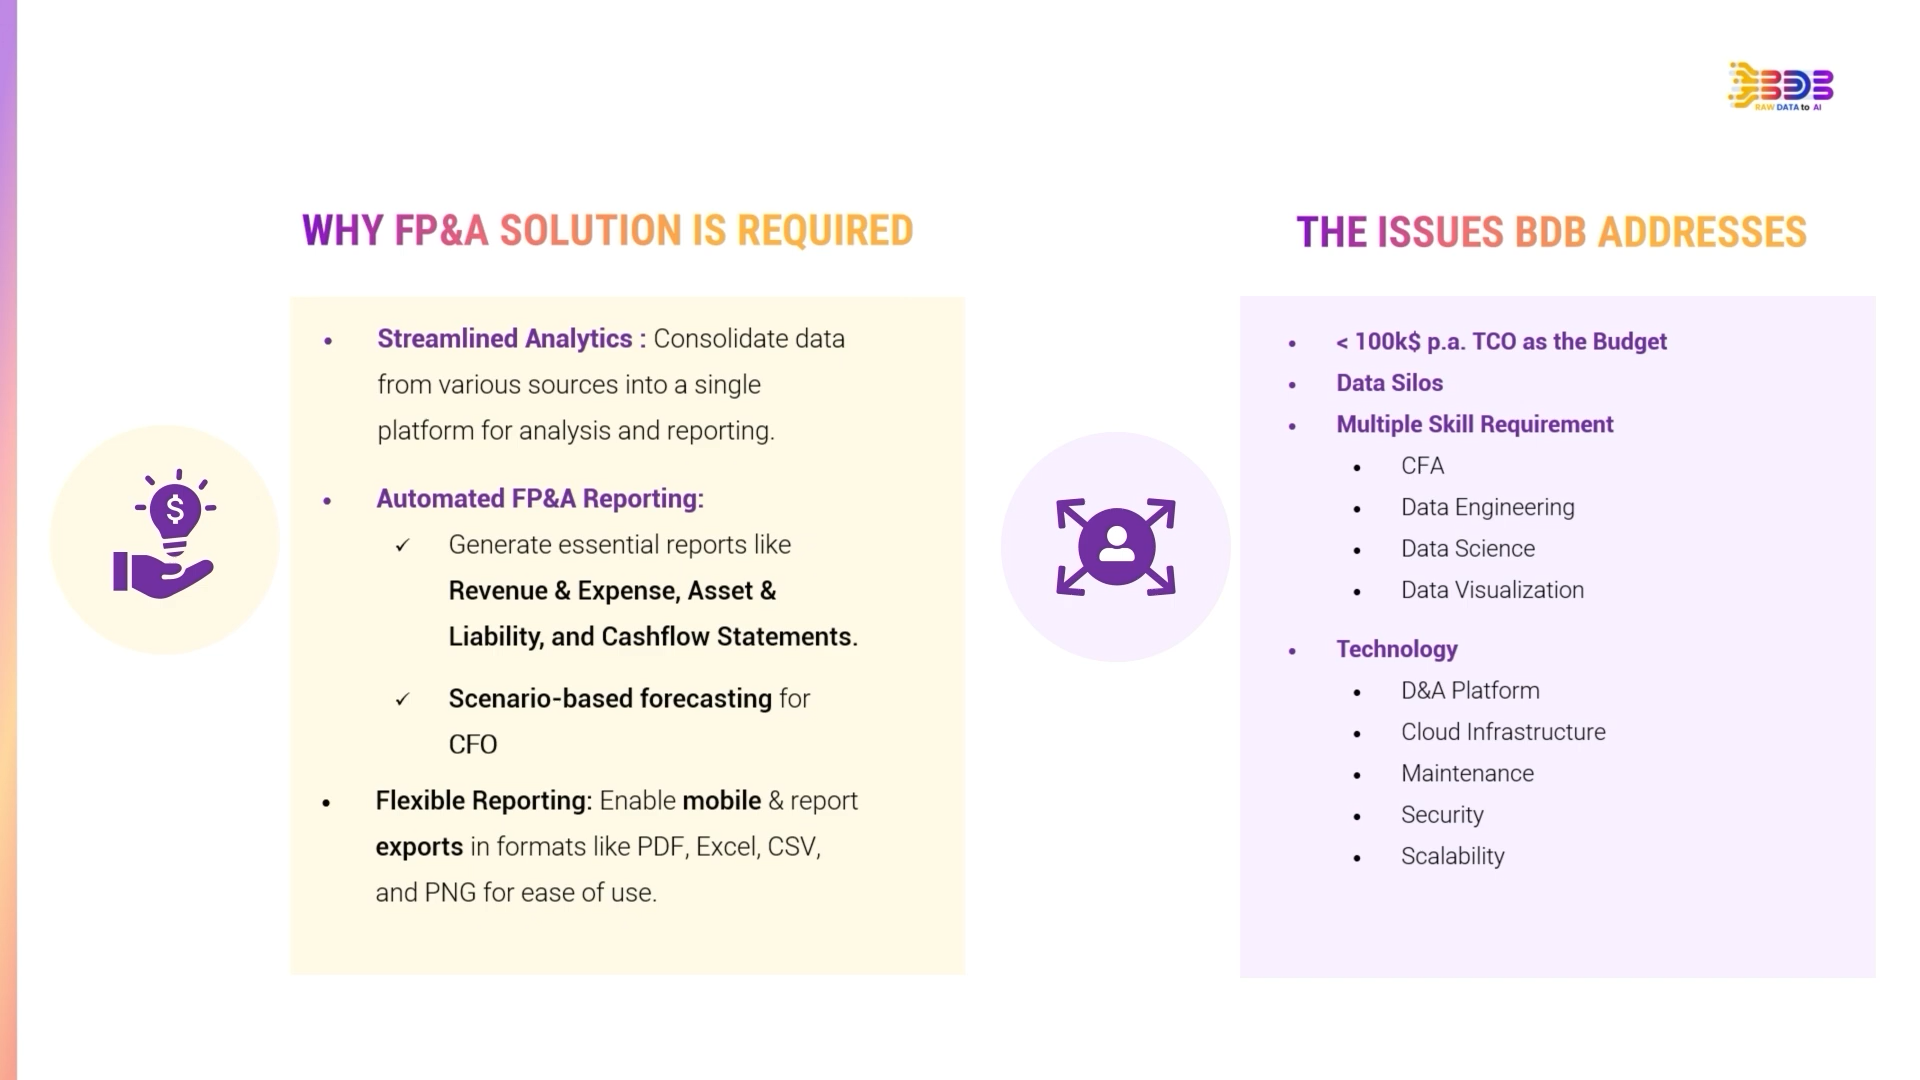 BDB
RAW DATA to AI
WHY FP&A SOLUTION IS REQUIRED
• Streamlined Analytics : Consolidate data
from various sources into a single
platform for analysis and reporting.
• Automated FP&A Reporting:
✓ Generate essential reports like
Revenue & Expense, Asset &
Liability, and Cashflow Statements.
✓ Scenario-based forecasting for
CFO
• Flexible Reporting: Enable mobile & report
exports in formats like PDF, Excel, CSV,
and PNG for ease of use.
$
THE ISSUES BDB ADDRESSES
• < 100k$ p.a. TCO as the Budget
• Data Silos
• Multiple Skill Requirement
• CFA
• Data Engineering
• Data Science
• Data Visualization
• Technology
• D&A Platform
• Cloud Infrastructure
• Maintenance
• Security
• Scalability